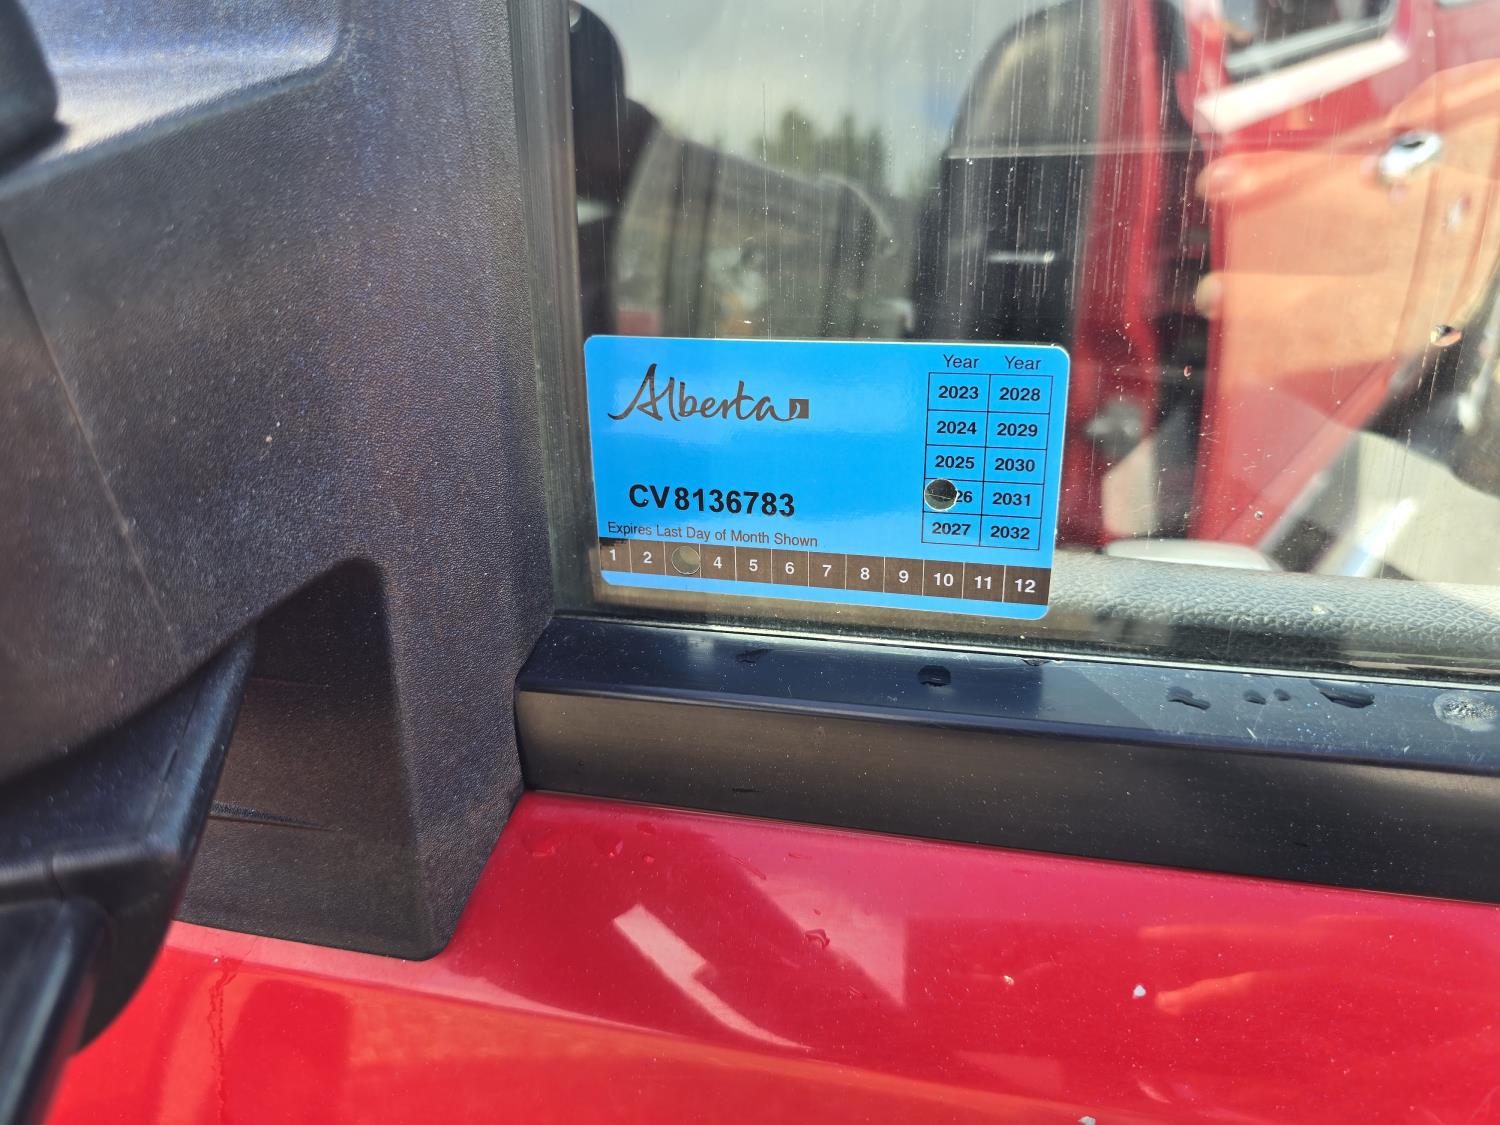 Alberta
Year Year
2023 2028
2024 2029
2025 2030
26 2031
2027 2032
CV8136783
Expires Last Day of Month Shown
1 2 4 5 6 7 8 9 10 11 12